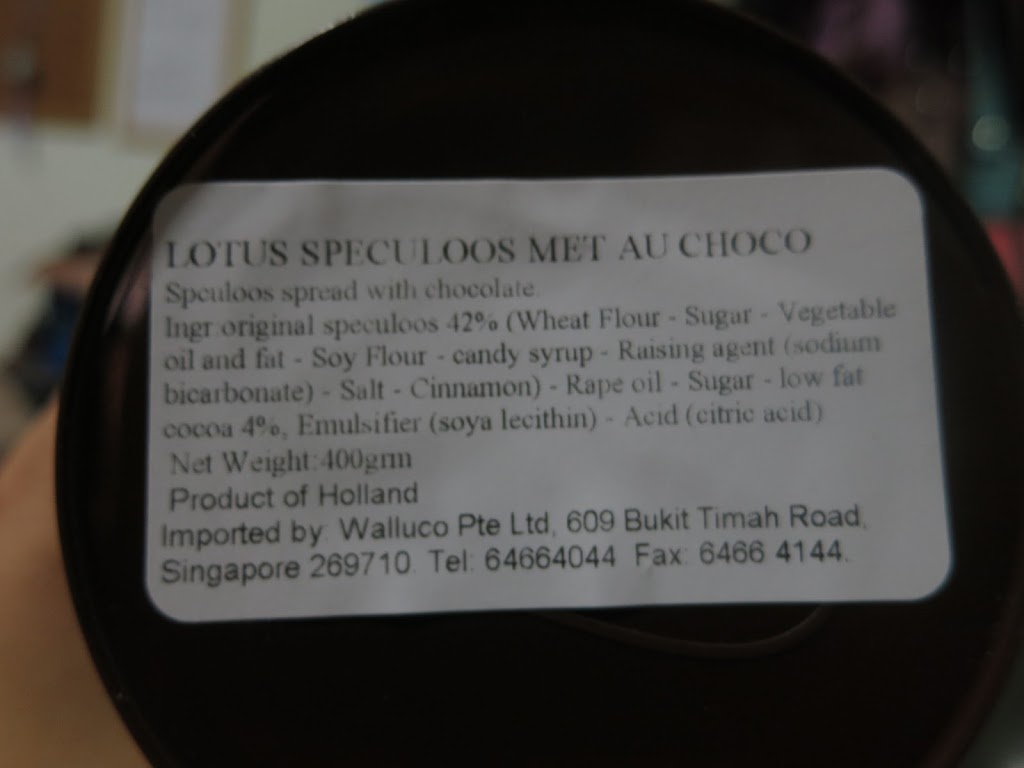 LOTUS SPECULOOS MET AU CHOCO
Spculoos spread with chocolate.
Ingr:original speculoos 42% (Wheat Flour - Sugar - Vegetable
oil and fat - Soy Flour - candy syrup - Raising agent (sodium
bicarbonate) - Salt - Cinnamon) - Rape oil - Sugar - low fat
cocoa 4%, Emulsifier (soya lecithin) - Acid (citric acid)
Net Weight:400grm
Product of Holland
Imported by: Walluco Pte Ltd, 609 Bukit Timah Road,
Singapore 269710. Tel: 64664044 Fax: 6466 4144.